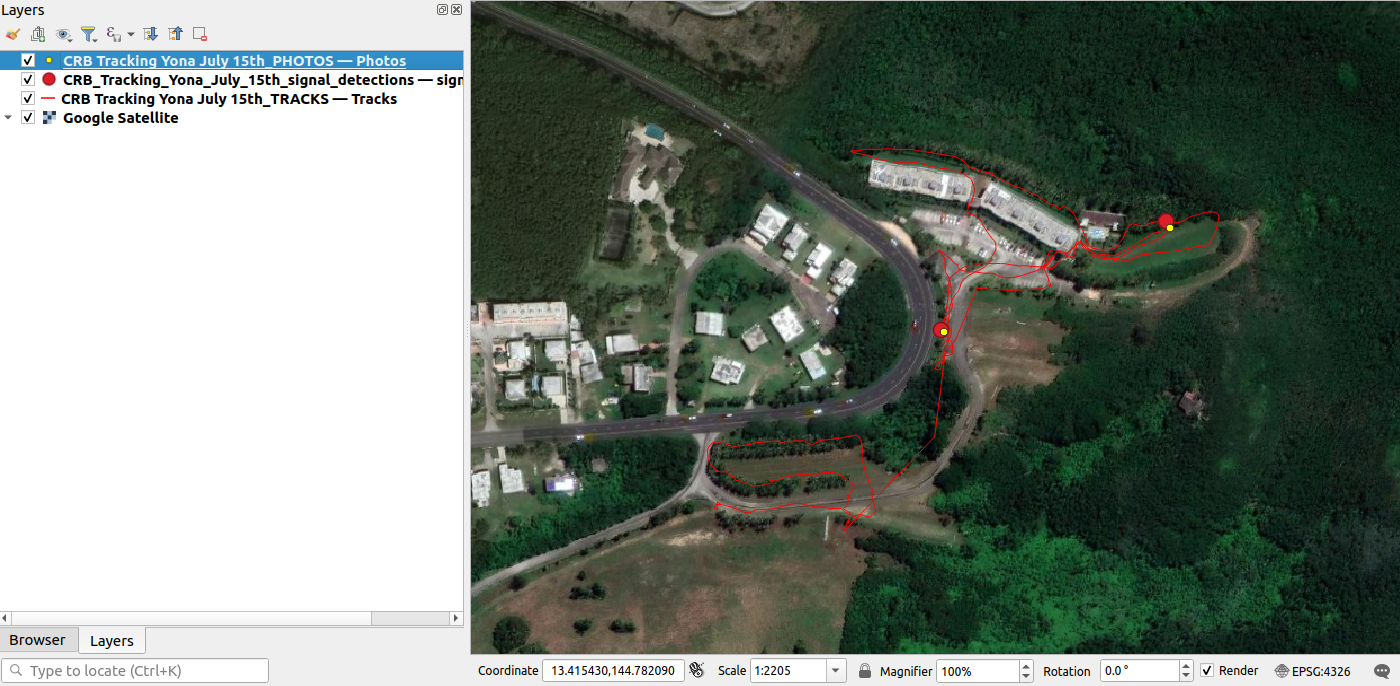 Layers
CRB Tracking Yona July 15th_PHOTOS — Photos
CRB_Tracking_Yona_July_15th_signal_detections — sign
CRB Tracking Yona July 15th_TRACKS — Tracks
Google Satellite
Browser
Layers
Type to locate (Ctrl+K)
Coordinate 13.415430,144.782090 Scale 1:2205 Magnifier 100% Rotation 0.0 ° Render EPSG:4326